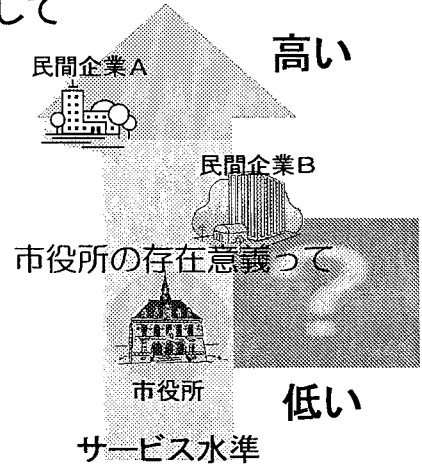 して
高い
民間企業A
民間企業B
市役所の存在意義って
?
市役所
低い
サービス水準